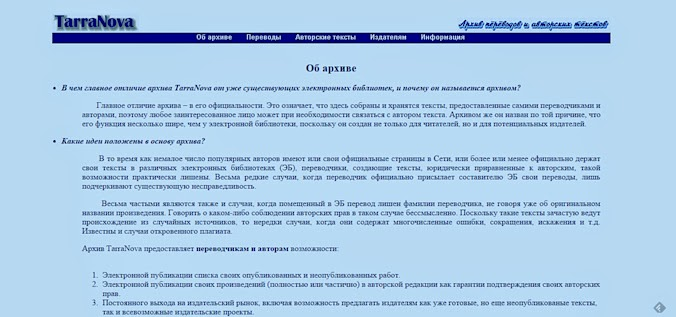 TarraNova
Архив переводов и авторских текстов
Об архиве Переводы Авторские тексты Издателям Информация
Об архиве
• В чем главное отличие архива TarraNova от уже существующих электронных библиотек, и почему он называется архивом?
Главное отличие архива – в его официальности. Это означает, что здесь собраны и хранятся тексты, предоставленные самими переводчиками и
авторами, поэтому любое заинтересованное лицо может при необходимости связаться с автором текста. Архивом же он назван по той причине, что
его функция несколько шире, чем у электронной библиотеки, поскольку он создан не только для читателей, но и для потенциальных издателей.
• Какие идеи положены в основу архива?
В то время как немалое число популярных авторов имеют или свои официальные страницы в Сети, или более или менее официально держат
свои тексты в различных электронных библиотеках (ЭБ), переводчики, создающие тексты, юридически приравненные к авторским, такой
возможности практически лишены. Весьма редкие случаи, когда переводчик официально присылает составителю ЭБ свои переводы, лишь
подчеркивают существующую несправедливость.
Весьма частыми являются также и случаи, когда помещенный в ЭБ перевод лишен фамилии переводчика, не говоря уже об оригинальном
названии произведения. Говорить о каком-либо соблюдении авторских прав в таком случае бессмысленно. Поскольку такие тексты зачастую ведут
происхождение из случайных источников, то нередки случаи, когда они содержат многочисленные ошибки, сокращения, искажения и т.д.
Известны и случаи откровенного плагиата.
Архив TarraNova предоставляет переводчикам и авторам возможности:
1. Электронной публикации списка своих опубликованных и неопубликованных работ.
2. Электронной публикации своих произведений (полностью или частично) в авторской редакции как гарантии подтверждения своих авторских
прав.
3. Постоянного выхода на издательский рынок, включая возможность предлагать издателям как уже готовые, но еще неопубликованные тексты,
так и всевозможные издательские проекты.